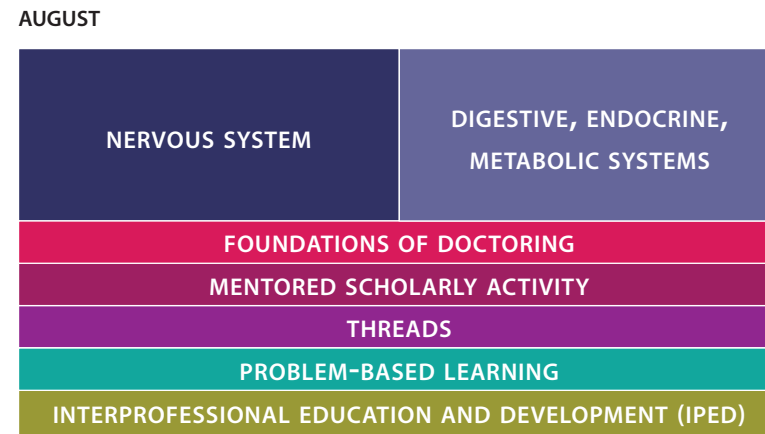 AUGUST
NERVOUS SYSTEM
DIGESTIVE, ENDOCRINE,
METABOLIC SYSTEMS
FOUNDATIONS OF DOCTORING
MENTORED SCHOLARLY ACTIVITY
THREADS
PROBLEM-BASED LEARNING
INTERPROFESSIONAL EDUCATION AND DEVELOPMENT (IPED)